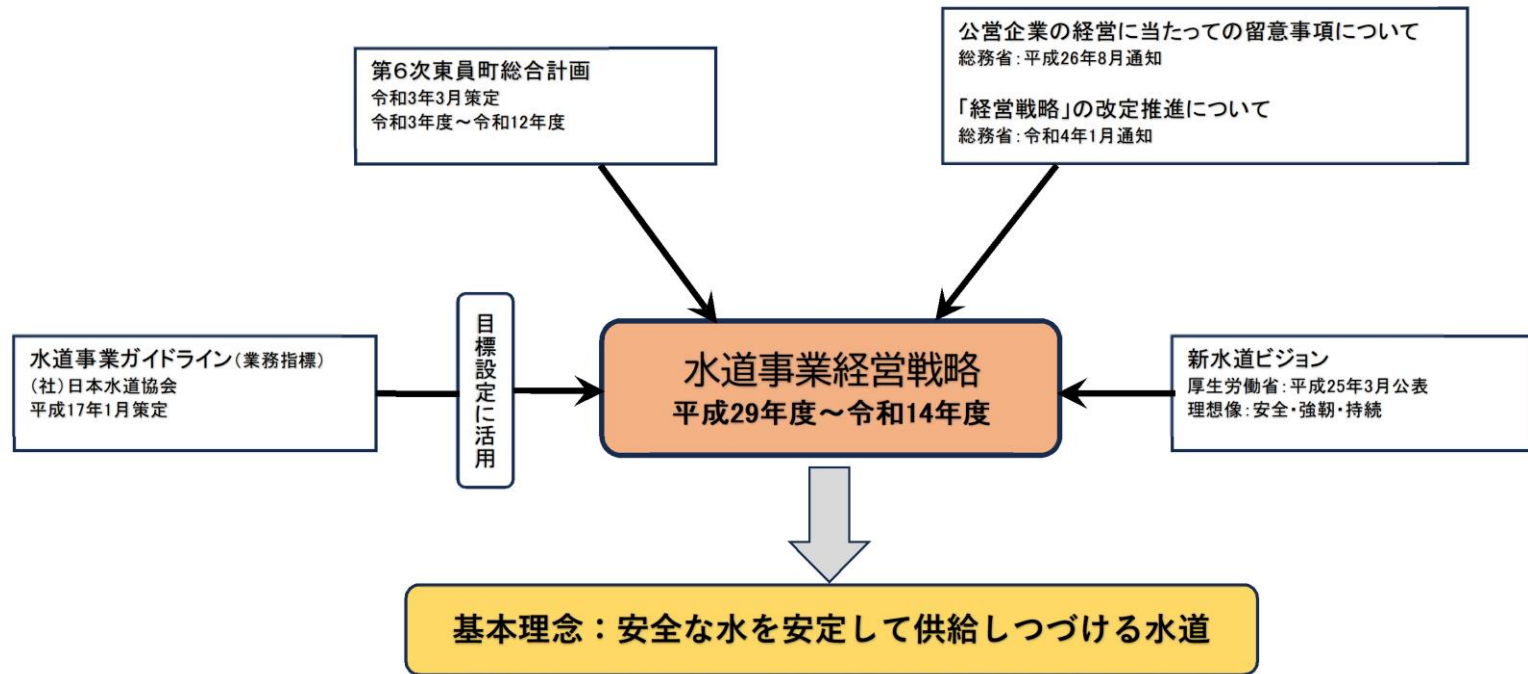 第6次東員町総合計画
令和3年3月策定
令和3年度～令和12年度
公営企業の経営に当たっての留意事項について
総務省:平成26年8月通知
「経営戦略」の改定推進について
総務省:令和4年1月通知
水道事業ガイドライン(業務指標)
(社)日本水道協会
平成17年1月策定
目標設定に活用
水道事業経営戦略
平成29年度～令和14年度
新水道ビジョン
厚生労働省:平成25年3月公表
理想像:安全・強靭・持続
基本理念：安全な水を安定して供給しつづける水道